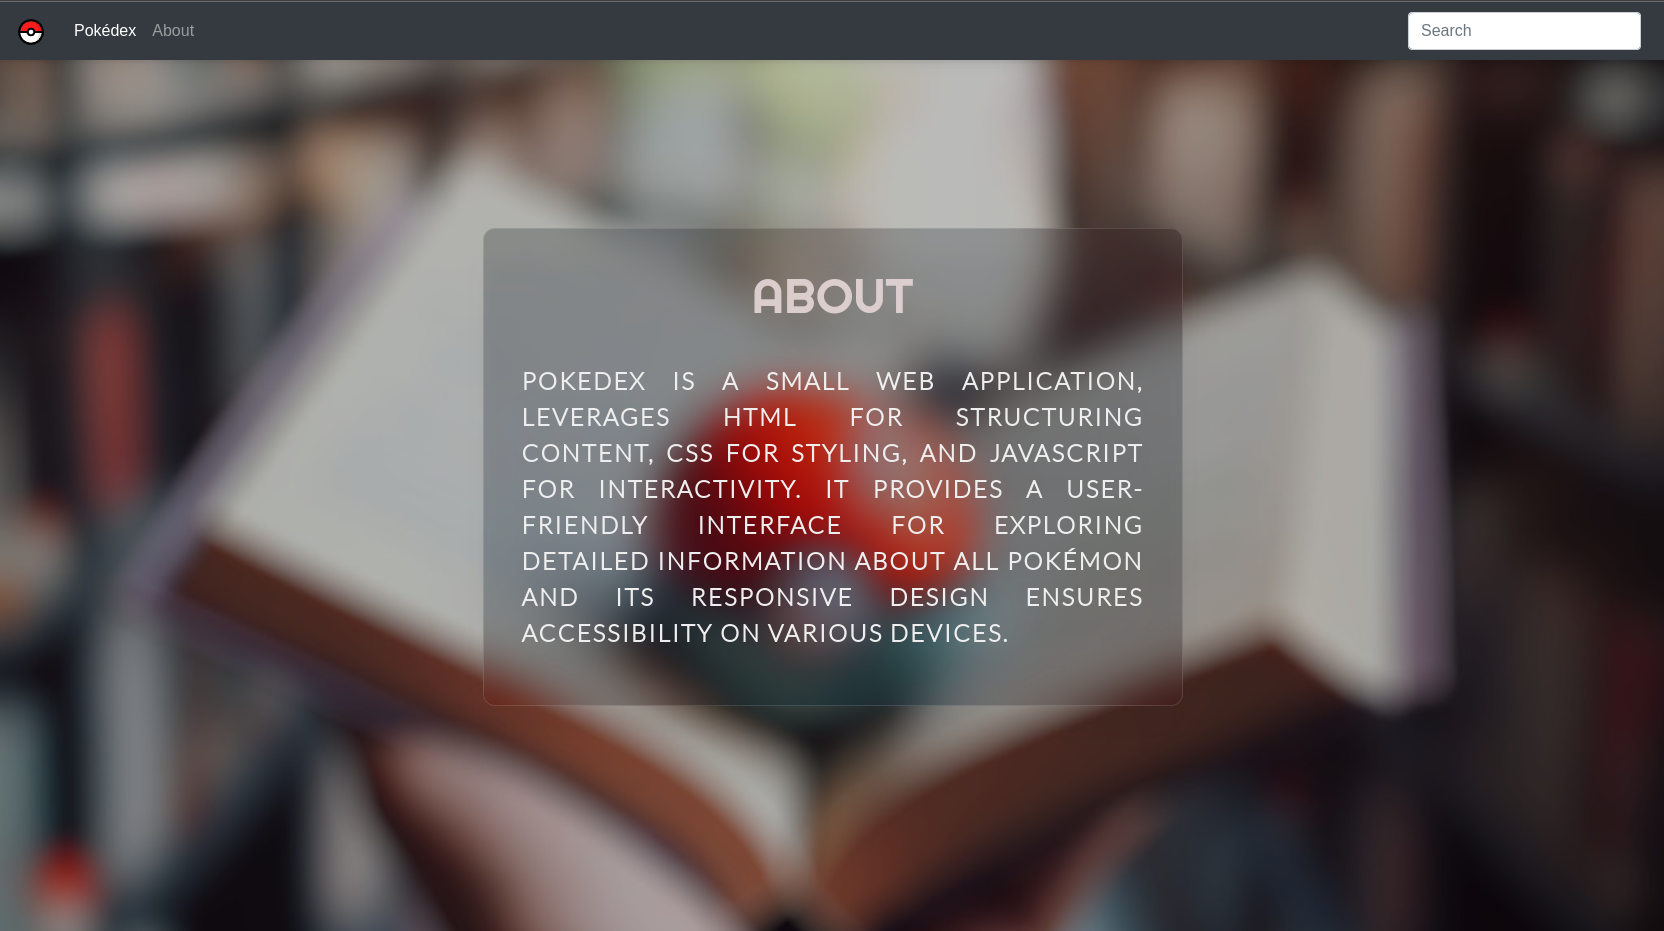 Pokédex About Search
ABOUT
POKEDEX IS A SMALL WEB APPLICATION,
LEVERAGES HTML FOR STRUCTURING
CONTENT, CSS FOR STYLING, AND JAVASCRIPT
FOR INTERACTIVITY. IT PROVIDES A USER-
FRIENDLY INTERFACE FOR EXPLORING
DETAILED INFORMATION ABOUT ALL POKÉMON
AND ITS RESPONSIVE DESIGN ENSURES
ACCESSIBILITY ON VARIOUS DEVICES.